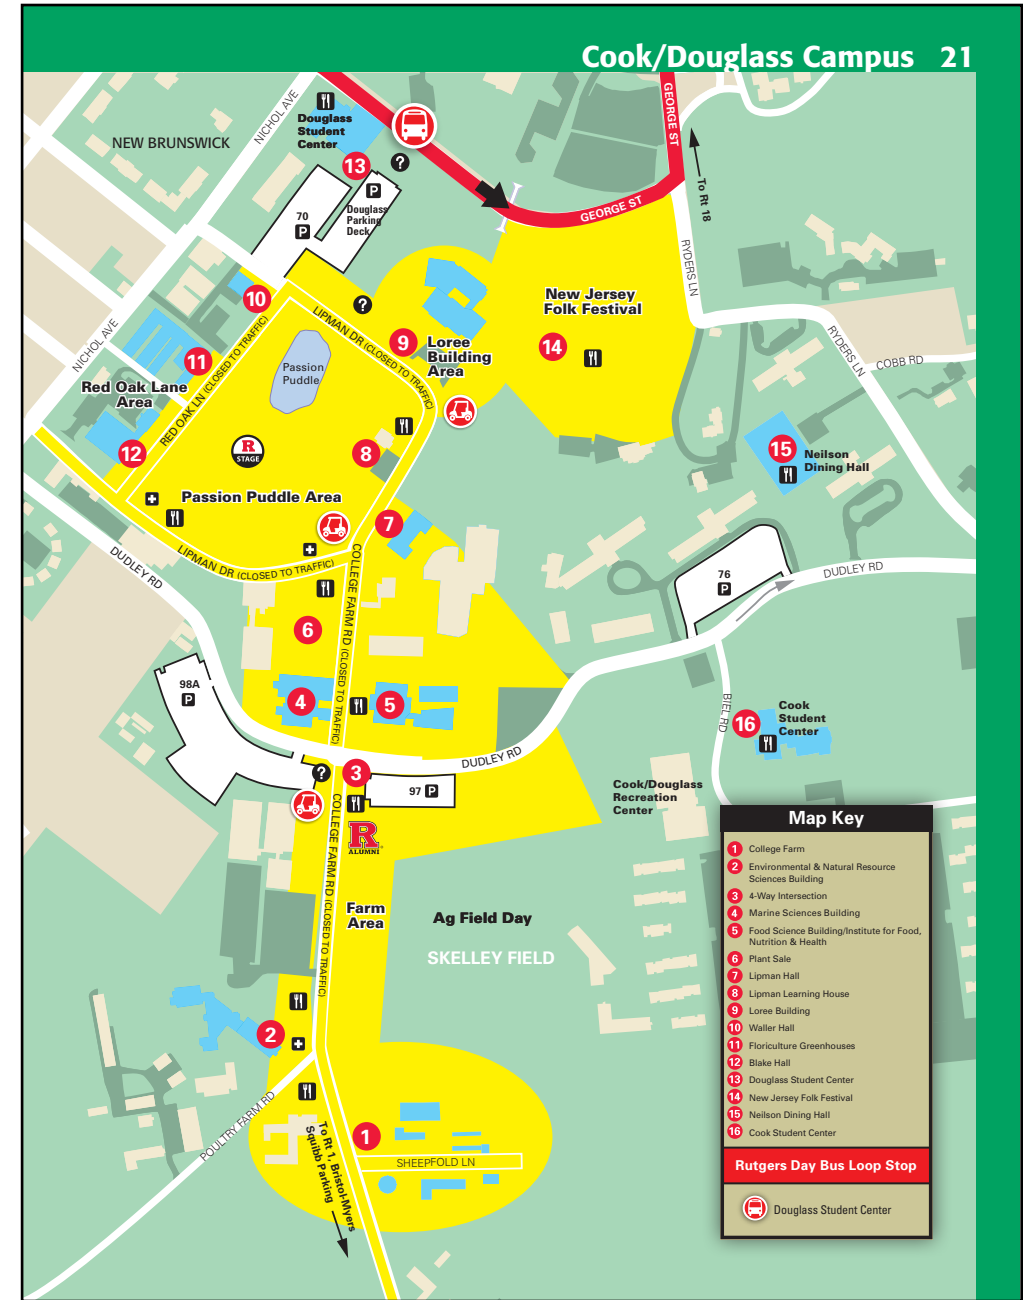 Cook/Douglass Campus 21
NEW BRUNSWICK
NICHOL AVE
Douglass
Student
Center
13
?
P
Douglass
Parking
Deck
70
P
GEORGE ST
GEORGE ST
To Rt 18
RYDERS LN
RYDERS LN
COBB RD
New Jersey
Folk Festival
14
10
?
LIPMAN DR (CLOSED TO TRAFFIC)
9
Loree
Building
Area
NICHOL AVE
11
Red Oak Lane
Area
RED OAK LN (CLOSED TO TRAFFIC)
Passion
Puddle
12
R
STAGE
8
15
Neilson
Dining Hall
Passion Puddle Area
7
LIPMAN DR (CLOSED TO TRAFFIC)
DUDLEY RD
COLLEGE FARM RD (CLOSED TO TRAFFIC)
76
P
DUDLEY RD
6
98A
P
4
5
BIEL RD
16
Cook
Student
Center
DUDLEY RD
?
3
97 P
Cook/Douglass
Recreation
Center
R
ALUMNI
COLLEGE FARM RD (CLOSED TO TRAFFIC)
Farm
Area
Ag Field Day
SKELLEY FIELD
2
POULTRY FARM RD
1
SHEEPFOLD LN
To Rt 1, Bristol-Myers
Squibb Parking
Map Key
1 College Farm
2 Environmental & Natural Resource
Sciences Building
3 4-Way Intersection
4 Marine Sciences Building
5 Food Science Building/Institute for Food,
Nutrition & Health
6 Plant Sale
7 Lipman Hall
8 Lipman Learning House
9 Loree Building
10 Waller Hall
11 Floriculture Greenhouses
12 Blake Hall
13 Douglass Student Center
14 New Jersey Folk Festival
15 Neilson Dining Hall
16 Cook Student Center
Rutgers Day Bus Loop Stop
Douglass Student Center